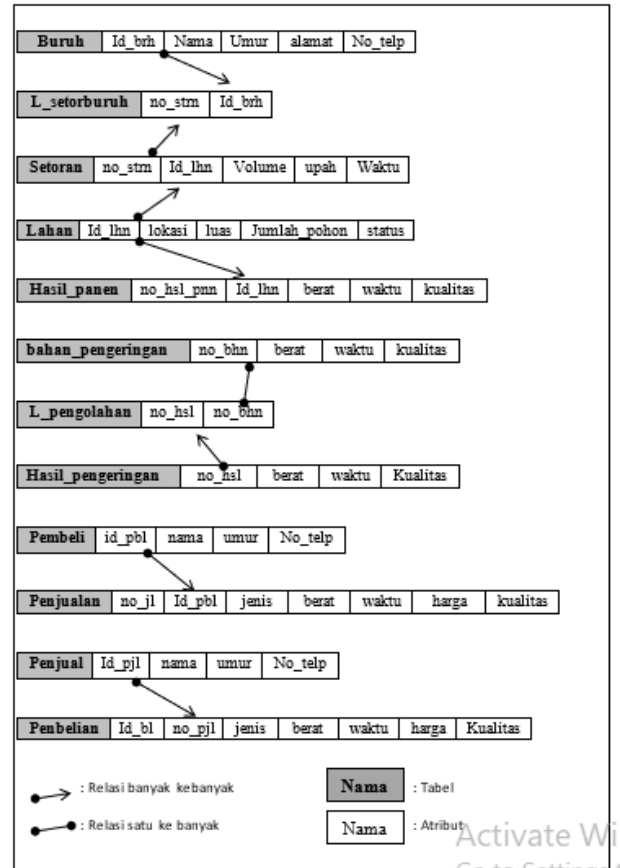 Buruh Id_brh Nama Umur alamat No_telp
L_setorburuh no_strn Id_brh
Setoran no_strn Id_lhn Volume upah Waktu
Lahan Id_lhn lokasi luas Jumlah_pohon status
Hasil_panen no_hsl_pnn Id_lhn berat waktu kualitas
bahan_pengeringan no_bhn berat waktu kualitas
L_pengolahan no_hsl no_bhn
Hasil_pengeringan no_hsl berat waktu Kualitas
Pembeli id_pbl nama umur No_telp
Penjualan no_jl Id_pbl jenis berat waktu harga kualitas
Penjual Id_pjl nama umur No_telp
Penbelian Id_bl no_pjl jenis berat waktu harga Kualitas
: Relasi banyak kebanyak Nama : Tabel
: Relasi satu ke banyak Nama : Atribut
Activate Wi